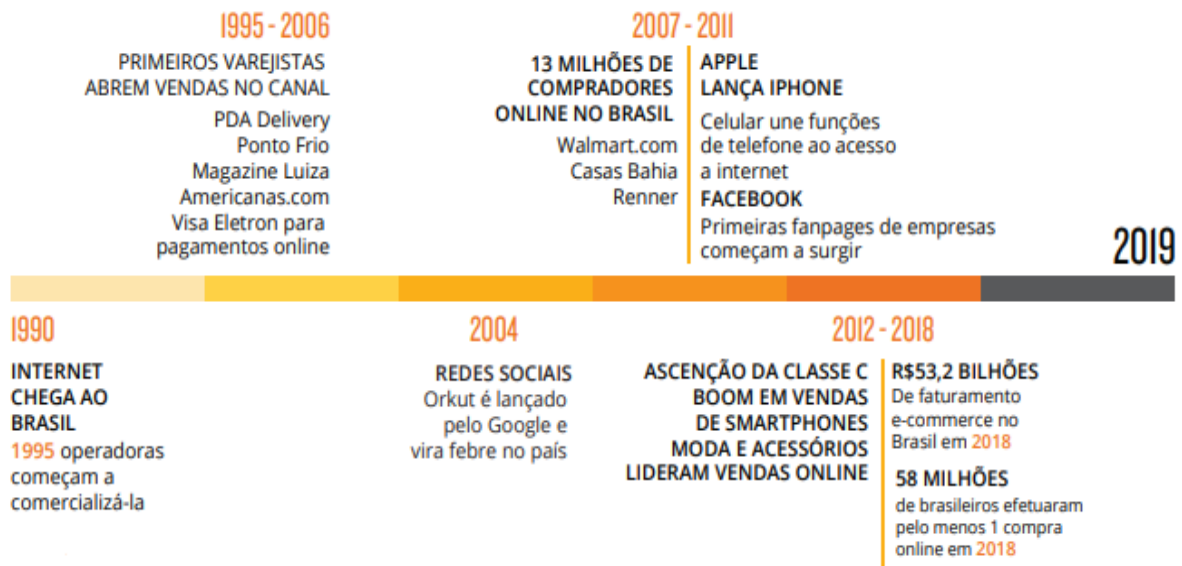 1995 - 2006
PRIMEIROS VAREJISTAS
ABREM VENDAS NO CANAL
PDA Delivery
Ponto Frio
Magazine Luiza
Americanas.com
Visa Eletron para
pagamentos online
2007 - 2011
13 MILHÕES DE
COMPRADORES
ONLINE NO BRASIL
Walmart.com
Casas Bahia
Renner
APPLE
LANÇA IPHONE
Celular une funções
de telefone ao acesso
a internet
FACEBOOK
Primeiras fanpages de empresas
começam a surgir
2019
1990
INTERNET
CHEGA AO
BRASIL
1995 operadoras
começam a
comercializá-la
2004
REDES SOCIAIS
Orkut é lançado
pelo Google e
vira febre no país
2012 - 2018
ASCENÇÃO DA CLASSE C
BOOM EM VENDAS
DE SMARTPHONES
MODA E ACESSÓRIOS
LIDERAM VENDAS ONLINE
R$53,2 BILHÕES
De faturamento
e-commerce no
Brasil em 2018
58 MILHÕES
de brasileiros efetuaram
pelo menos 1 compra
online em 2018